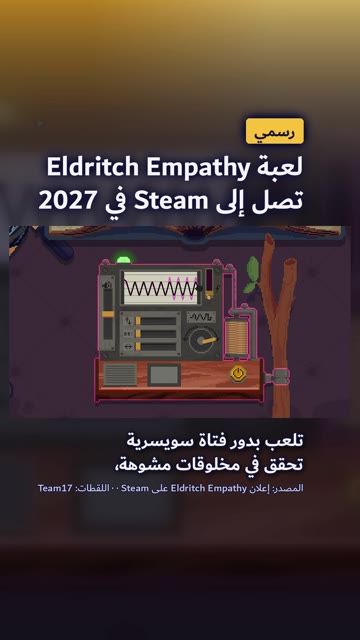 رسمي
لعبة Eldritch Empathy
تصل إلى Steam في 2027
تلعب بدور فتاة سويسرية
تحقق في مخلوقات مشوهة،
المصدر: إعلان Eldritch Empathy على Steam · · اللقطات: Team17